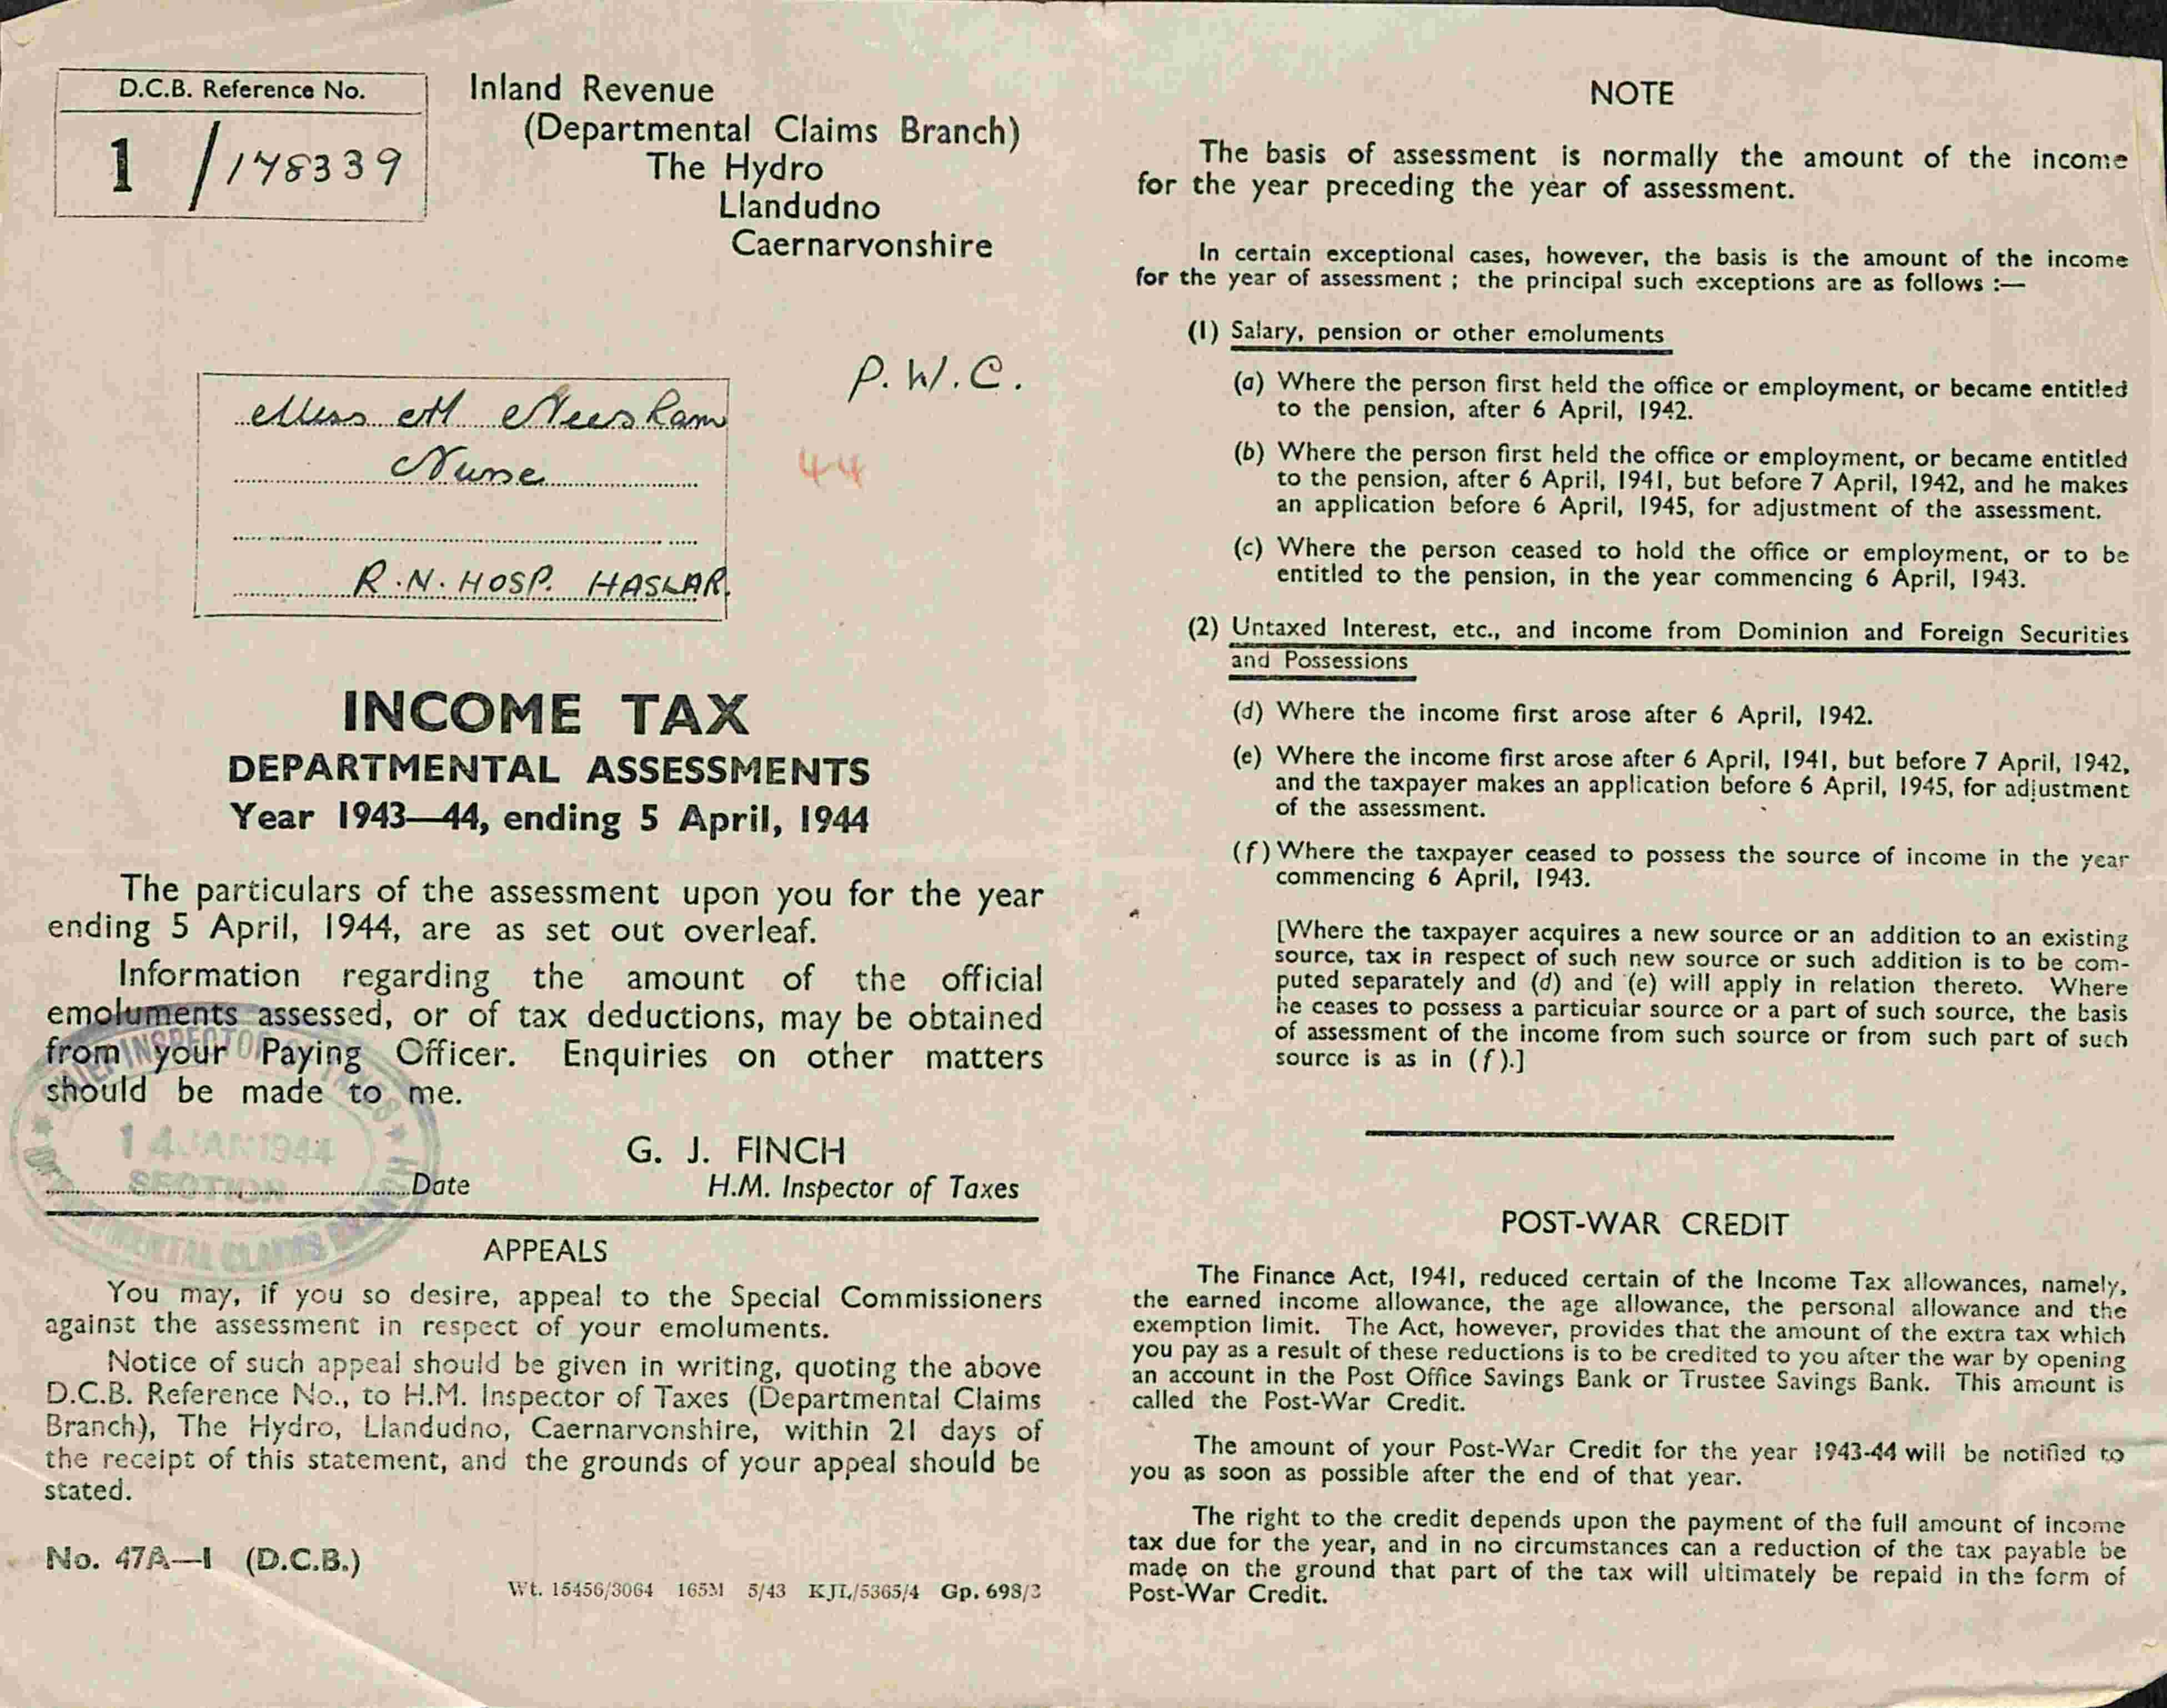 D.C.B. Reference No.
1 / 178339
Inland Revenue
(Departmental Claims Branch)
The Hydro
Llandudno
Caernarvonshire
P.W.C.
Miss M Neesham
Nurse
R.N. HOSP. HASLAR.
44
INCOME TAX
DEPARTMENTAL ASSESSMENTS
Year 1943—44, ending 5 April, 1944
The particulars of the assessment upon you for the year
ending 5 April, 1944, are as set out overleaf.
Information regarding the amount of the official
emoluments assessed, or of tax deductions, may be obtained
from your Paying Officer. Enquiries on other matters
should be made to me.
14 JAN 1944
SECTION
G. J. FINCH
Date
H.M. Inspector of Taxes
APPEALS
You may, if you so desire, appeal to the Special Commissioners
against the assessment in respect of your emoluments.
Notice of such appeal should be given in writing, quoting the above
D.C.B. Reference No., to H.M. Inspector of Taxes (Departmental Claims
Branch), The Hydro, Llandudno, Caernarvonshire, within 21 days of
the receipt of this statement, and the grounds of your appeal should be
stated.
No. 47A—1 (D.C.B.)
Wt. 15456/3064 165M 5/43 KJL/5365/4 Gp. 698/3
NOTE
The basis of assessment is normally the amount of the income
for the year preceding the year of assessment.
In certain exceptional cases, however, the basis is the amount of the income
for the year of assessment ; the principal such exceptions are as follows :—
(1) Salary, pension or other emoluments
(a) Where the person first held the office or employment, or became entitled
to the pension, after 6 April, 1942.
(b) Where the person first held the office or employment, or became entitled
to the pension, after 6 April, 1941, but before 7 April, 1942, and he makes
an application before 6 April, 1945, for adjustment of the assessment.
(c) Where the person ceased to hold the office or employment, or to be
entitled to the pension, in the year commencing 6 April, 1943.
(2) Untaxed Interest, etc., and income from Dominion and Foreign Securities
and Possessions
(d) Where the income first arose after 6 April, 1942.
(e) Where the income first arose after 6 April, 1941, but before 7 April, 1942,
and the taxpayer makes an application before 6 April, 1945, for adjustment
of the assessment.
(f) Where the taxpayer ceased to possess the source of income in the year
commencing 6 April, 1943.
[Where the taxpayer acquires a new source or an addition to an existing
source, tax in respect of such new source or such addition is to be com-
puted separately and (d) and (e) will apply in relation thereto. Where
he ceases to possess a particular source or a part of such source, the basis
of assessment of the income from such source or from such part of such
source is as in (f).]
POST-WAR CREDIT
The Finance Act, 1941, reduced certain of the Income Tax allowances, namely,
the earned income allowance, the age allowance, the personal allowance and the
exemption limit. The Act, however, provides that the amount of the extra tax which
you pay as a result of these reductions is to be credited to you after the war by opening
an account in the Post Office Savings Bank or Trustee Savings Bank. This amount is
called the Post-War Credit.
The amount of your Post-War Credit for the year 1943-44 will be notified to
you as soon as possible after the end of that year.
The right to the credit depends upon the payment of the full amount of income
tax due for the year, and in no circumstances can a reduction of the tax payable be
made on the ground that part of the tax will ultimately be repaid in the form of
Post-War Credit.